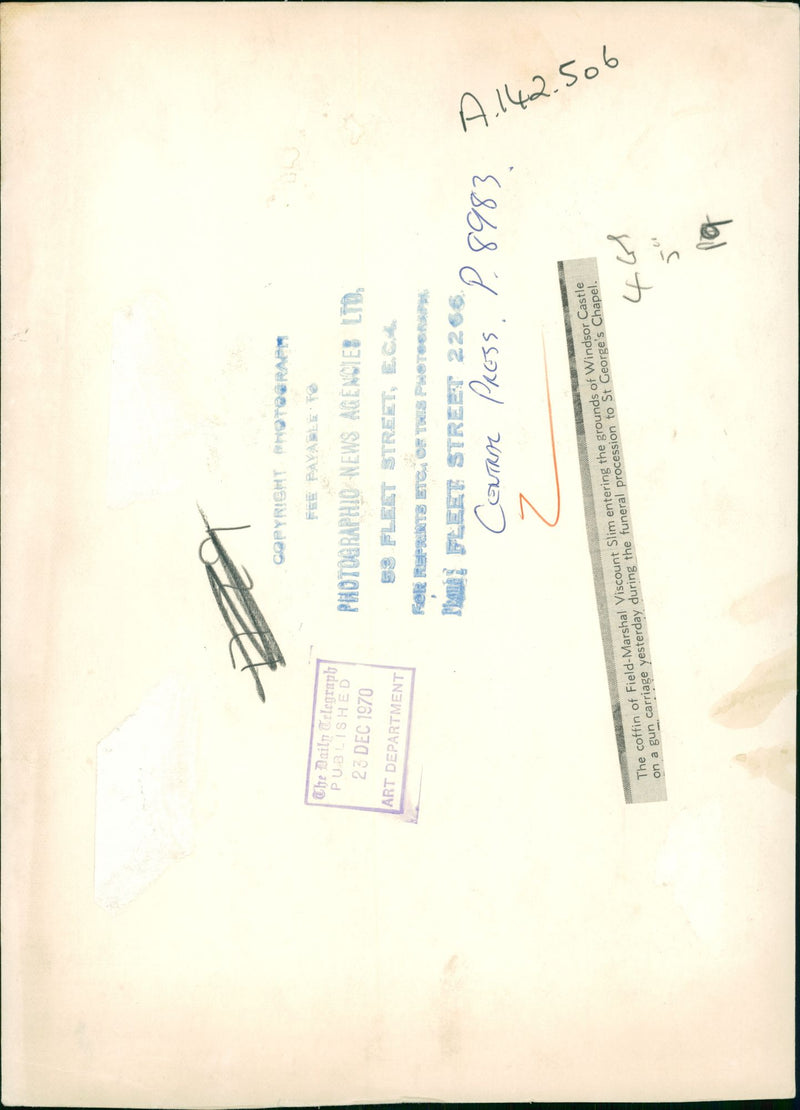 A.142.506
COPYRIGHT PHOTOGRAPH
FEE PAYABLE TO
PHOTOGRAPHIC NEWS AGENCIES LTD.
53 FLEET STREET, E.C.4.
FOR REPRINTS ETC. OF THIS PHOTOGRAPH.
FLEET STREET 2266
CENTRAL PRESS. P. 8983.
The Daily Telegraph
PUBLISHED
23 DEC 1970
ART DEPARTMENT
The coffin of Field-Marshal Viscount Slim entering the grounds of Windsor Castle
on a gun carriage yesterday during the funeral procession to St George's Chapel.